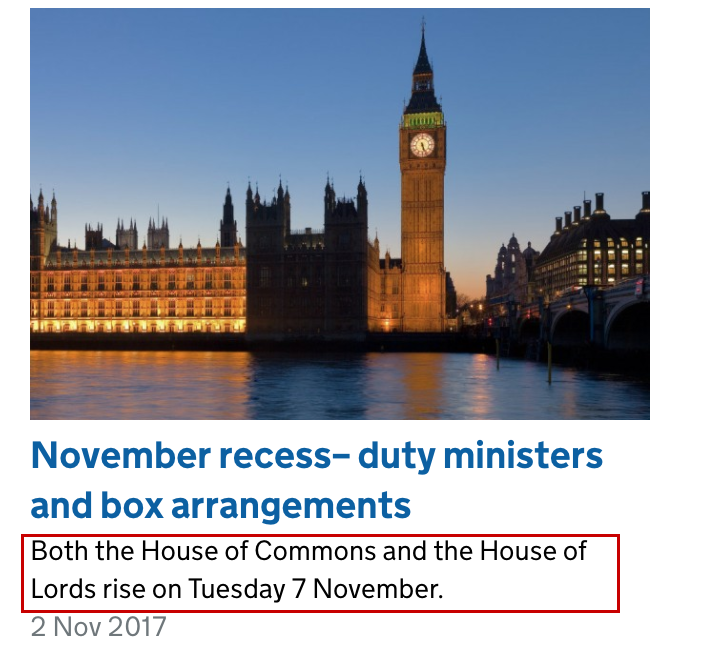 November recess– duty ministers
and box arrangements
Both the House of Commons and the House of
Lords rise on Tuesday 7 November.
2 Nov 2017